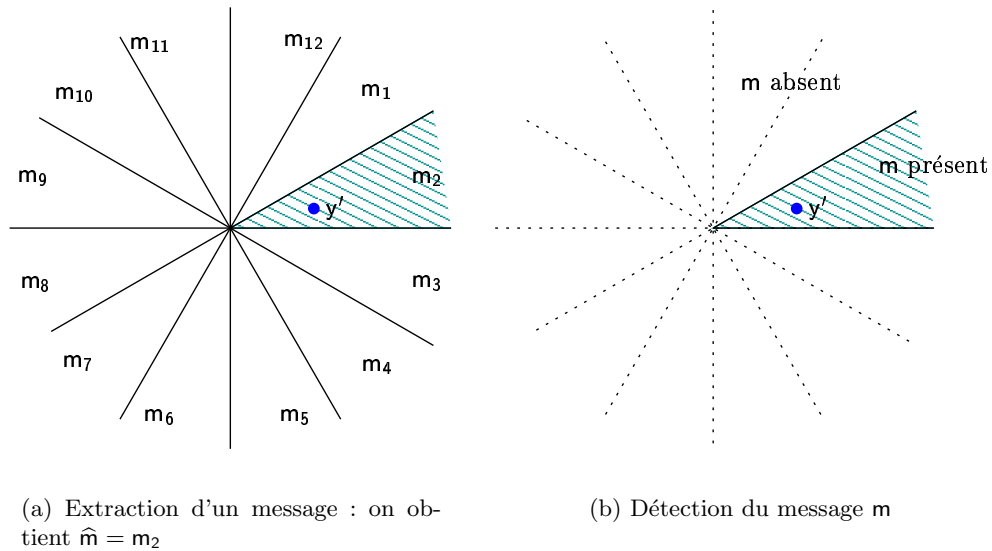 m₁₁
m₁₂
m₁₀
m₁
m₉
m₂
y′
m₈
m₃
m₇
m₄
m₆
m₅
m absent
m présent
y′
(a) Extraction d'un message : on ob-
tient m̂ = m₂
(b) Détection du message m